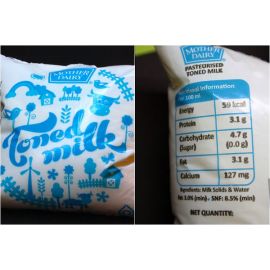 MOTHER
DAIRY
Toned
milk
MOTHER
DAIRY
PASTEURISED
TONED MILK
Information
100 ml
Energy 59 kcal
Protein 3.1 g
Carbohydrate 4.7 g
(Sugar) (0.0 g)
Fat 3.1 g
Calcium 127 mg
Ingredients: Milk Solids & Water
Fat 3.0% (min), SNF: 8.5% (min)
NET QUANTITY: